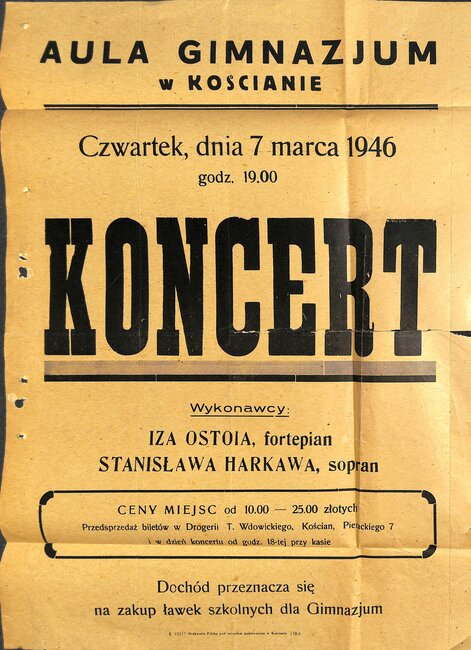 AULA GIMNAZJUM
w KOŚCIANIE
Czwartek, dnia 7 marca 1946
godz. 19.00
KONCERT
Wykonawcy:
IZA OSTOIA, fortepian
STANISŁAWA HARKAWA, sopran
CENY MIEJSC od 10.00 — 25.00 złotych
Przedsprzedaż biletów w Drogerii T. Wdowickiego, Kościan, 7
i w dzień koncertu od godz. 18-tej przy kasie
Dochód przeznacza się
na zakup ławek szkolnych dla Gimnazjum